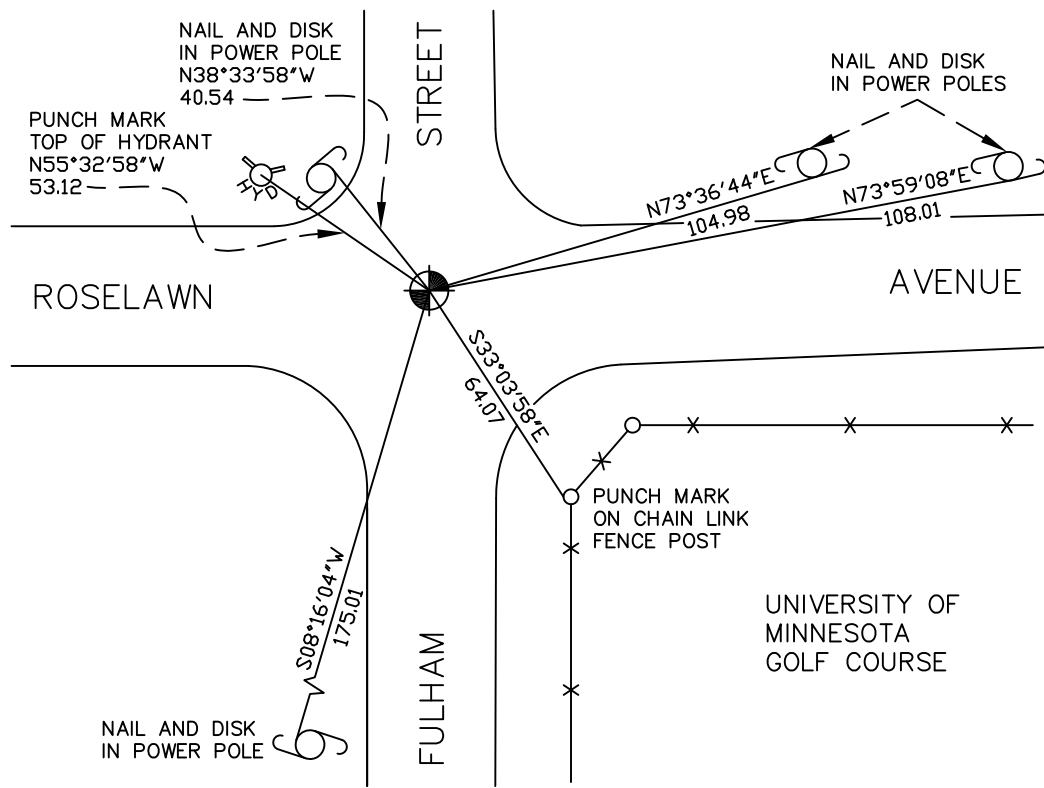 NAIL AND DISK
IN POWER POLE
N38°33'58"W
40.54
STREET
NAIL AND DISK
IN POWER POLES
PUNCH MARK
TOP OF HYDRANT
N55°32'58"W
53.12
HYD
N73°36'44"E
104.98
N73°59'08"E
108.01
ROSELAWN
AVENUE
S33°03'58"E
64.07
PUNCH MARK
ON CHAIN LINK
FENCE POST
S08°16'04"W
175.01
UNIVERSITY OF
MINNESOTA
GOLF COURSE
FULHAM
NAIL AND DISK
IN POWER POLE